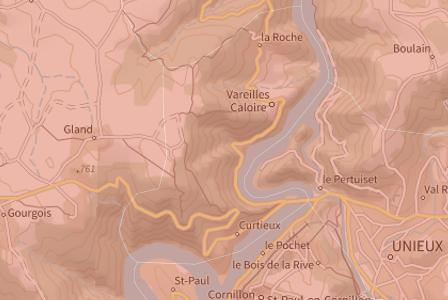 la Roche
Boulain
Vareilles
Caloire
Gland
761
le Pertuiset
Val R
Gourgois
Curtieux
UNIEUX
le Pochet
le Bois de la Rive
St-Paul
Cornillon
St-Paul-en-Cornillon